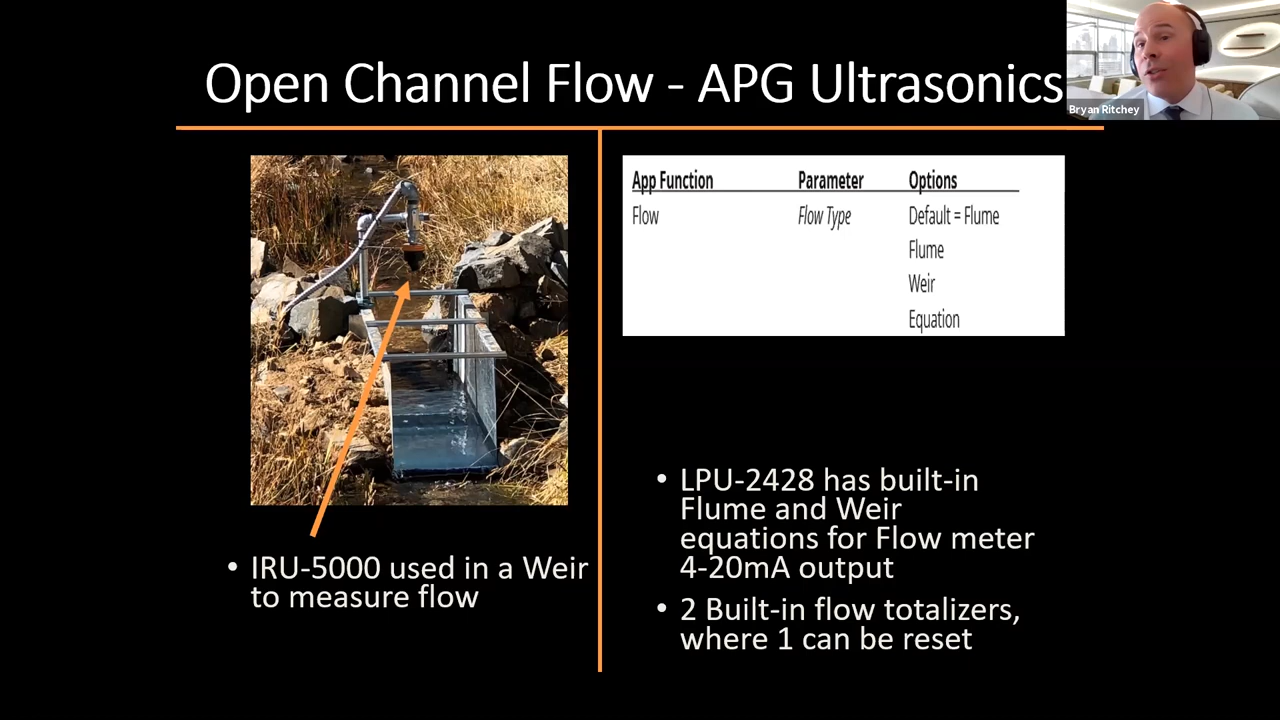 Open Channel Flow - APG Ultrasonics
Bryan Ritchey
App Function Parameter Options
Flow Flow Type Default = Flume
Flume
Weir
Equation
• IRU-5000 used in a Weir
to measure flow
• LPU-2428 has built-in
Flume and Weir
equations for Flow meter
4-20mA output
• 2 Built-in flow totalizers,
where 1 can be reset